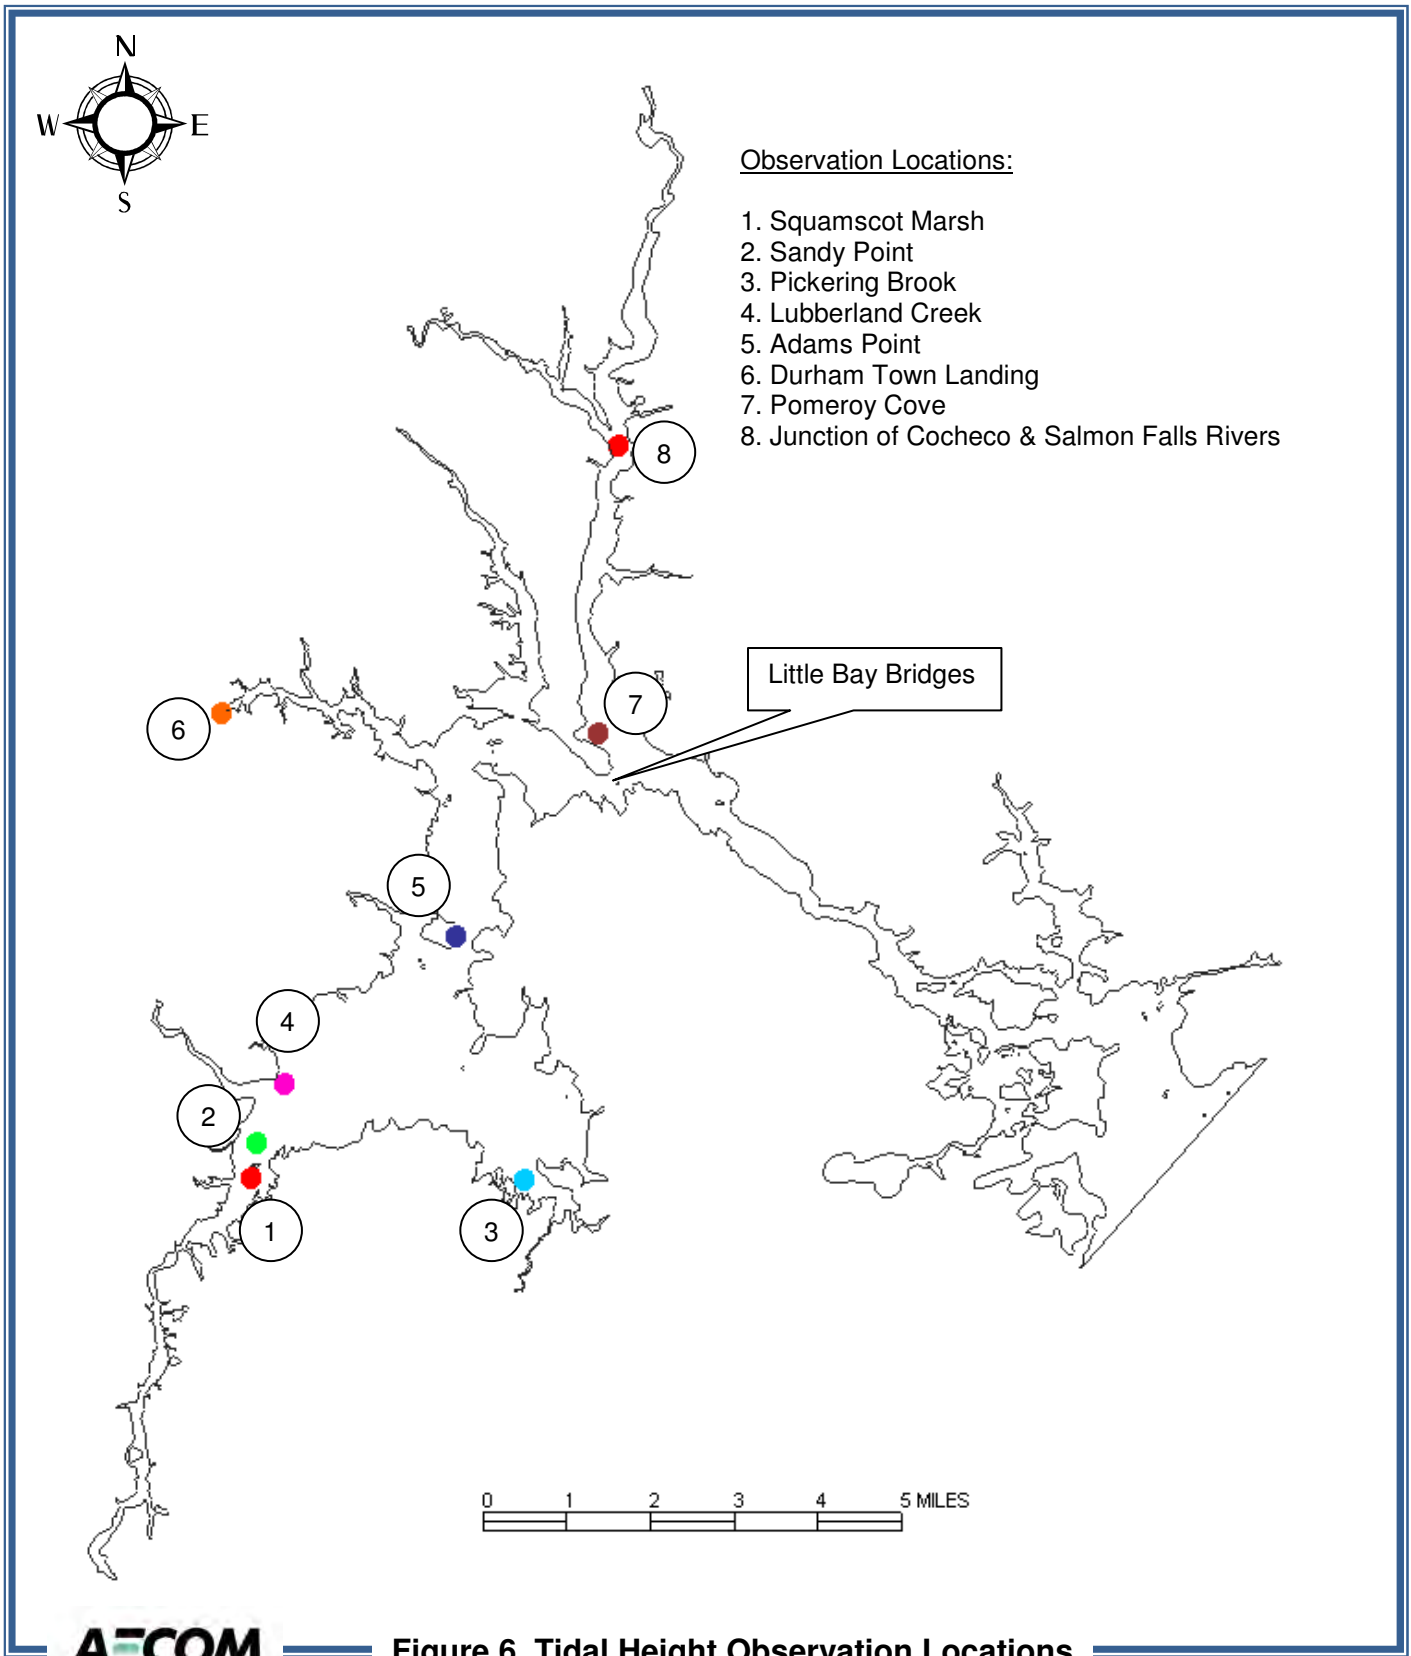 N
W E
S
Observation Locations:
1. Squamscot Marsh
2. Sandy Point
3. Pickering Brook
4. Lubberland Creek
5. Adams Point
6. Durham Town Landing
7. Pomeroy Cove
8. Junction of Cocheco & Salmon Falls Rivers
8
Little Bay Bridges
7
6
5
4
2
1
3
0 1 2 3 4 5 MILES
AECOM
Figure 6. Tidal Height Observation Locations